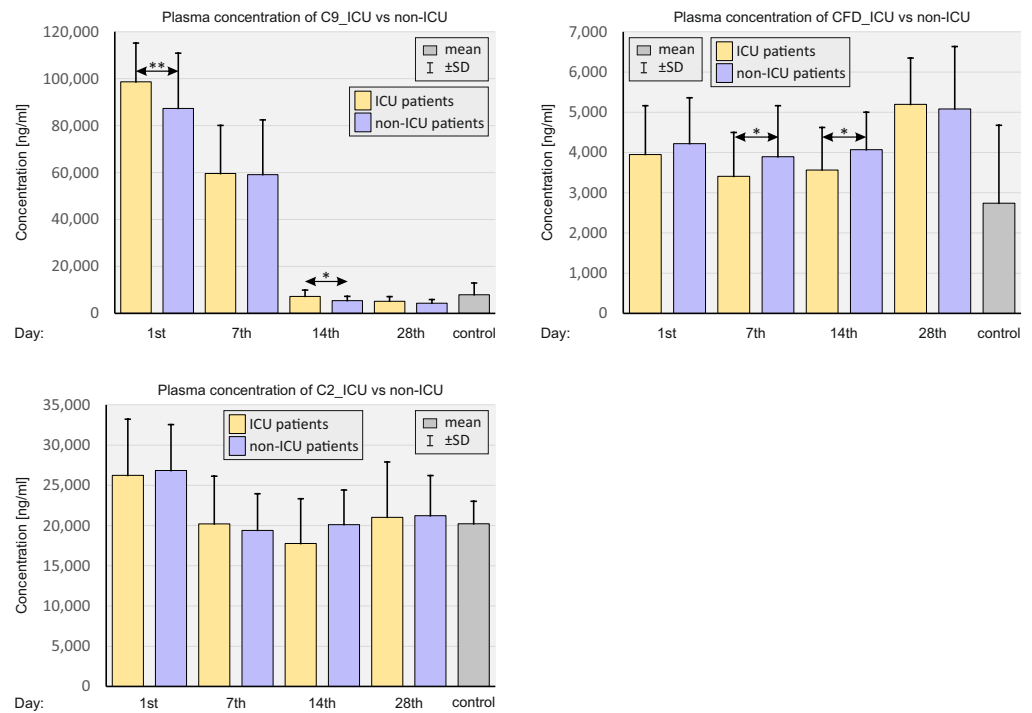 Plasma concentration of C9_ICU vs non-ICU
Concentration [ng/ml]
120,000
100,000
80,000
60,000
40,000
20,000
0
**
*
mean
±SD
ICU patients
non-ICU patients
Day:
1st
7th
14th
28th
control
Plasma concentration of CFD_ICU vs non-ICU
Concentration [ng/ml]
7,000
6,000
5,000
4,000
3,000
2,000
1,000
0
mean
±SD
ICU patients
non-ICU patients
*
*
Day:
1st
7th
14th
28th
control
Plasma concentration of C2_ICU vs non-ICU
Concentration [ng/ml]
35,000
30,000
25,000
20,000
15,000
10,000
5,000
0
ICU patients
non-ICU patients
mean
±SD
Day:
1st
7th
14th
28th
control